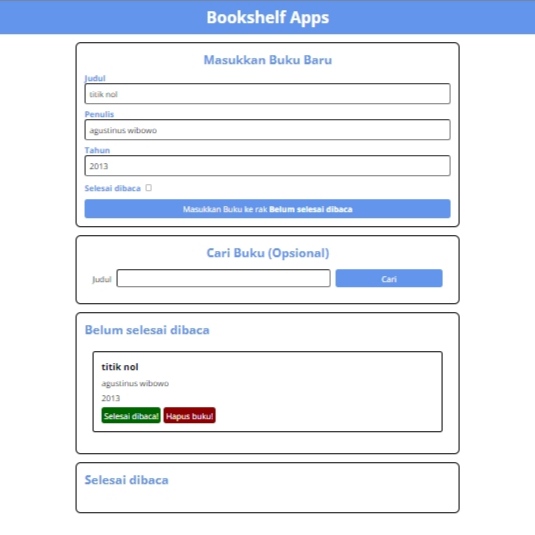 Bookshelf Apps
Masukkan Buku Baru
Judul
titik nol
Penulis
agustinus wibowo
Tahun
2013
Selesai dibaca
Masukkan Buku ke rak Belum selesai dibaca
Cari Buku (Opsional)
Judul
Cari
Belum selesai dibaca
titik nol
agustinus wibowo
2013
Selesai dibaca! Hapus buku!
Selesai dibaca